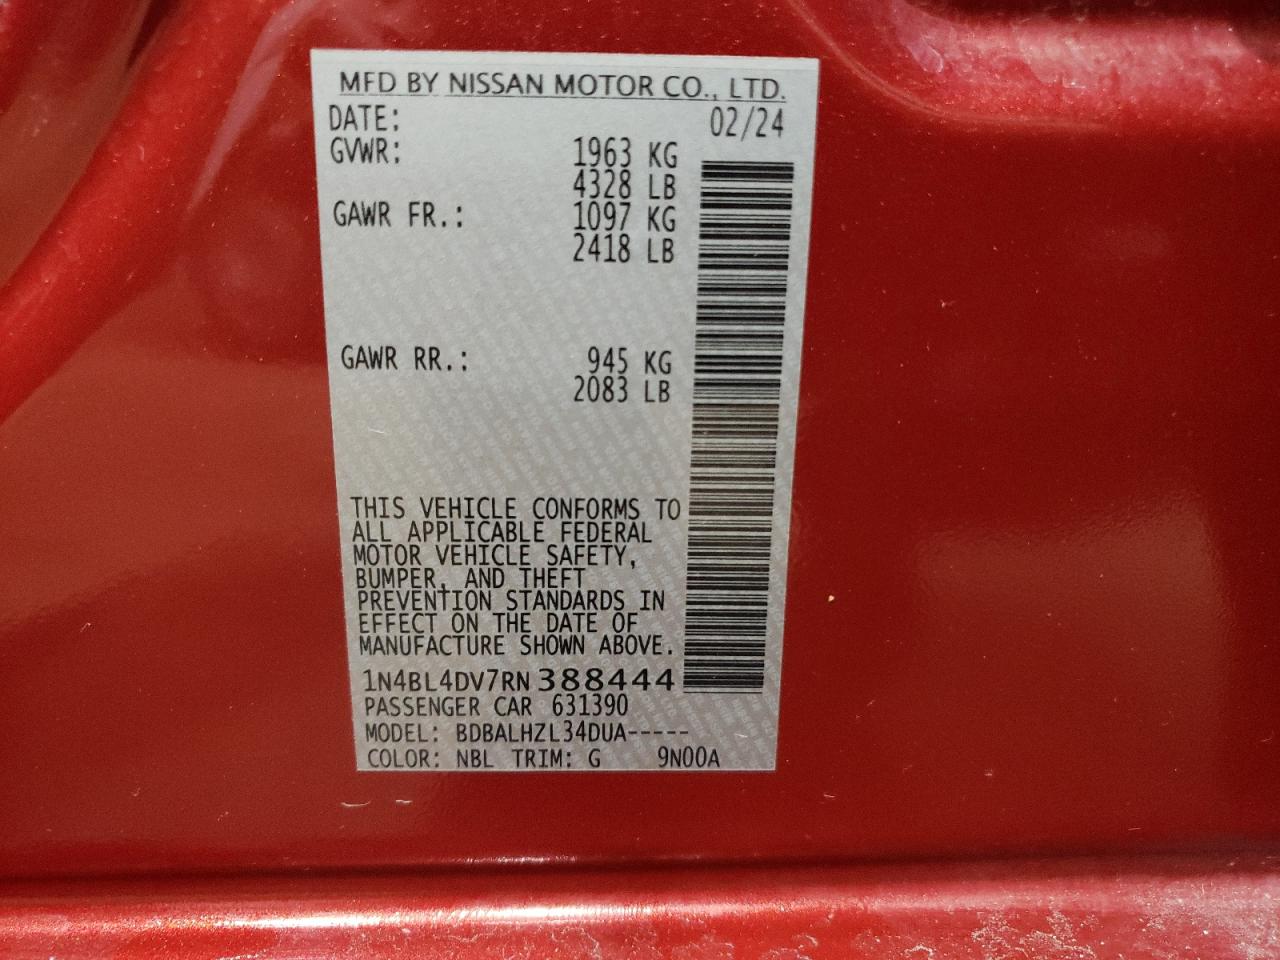 MFD BY NISSAN MOTOR CO., LTD.
DATE: 02/24
GVWR: 1963 KG
4328 LB
GAWR FR.: 1097 KG
2418 LB
GAWR RR.: 945 KG
2083 LB
THIS VEHICLE CONFORMS TO
ALL APPLICABLE FEDERAL
MOTOR VEHICLE SAFETY,
BUMPER, AND THEFT
PREVENTION STANDARDS IN
EFFECT ON THE DATE OF
MANUFACTURE SHOWN ABOVE.
1N4BL4DV7RN388444
PASSENGER CAR 631390
MODEL: BDBALHZL34DUA-----
COLOR: NBL TRIM: G 9N00A